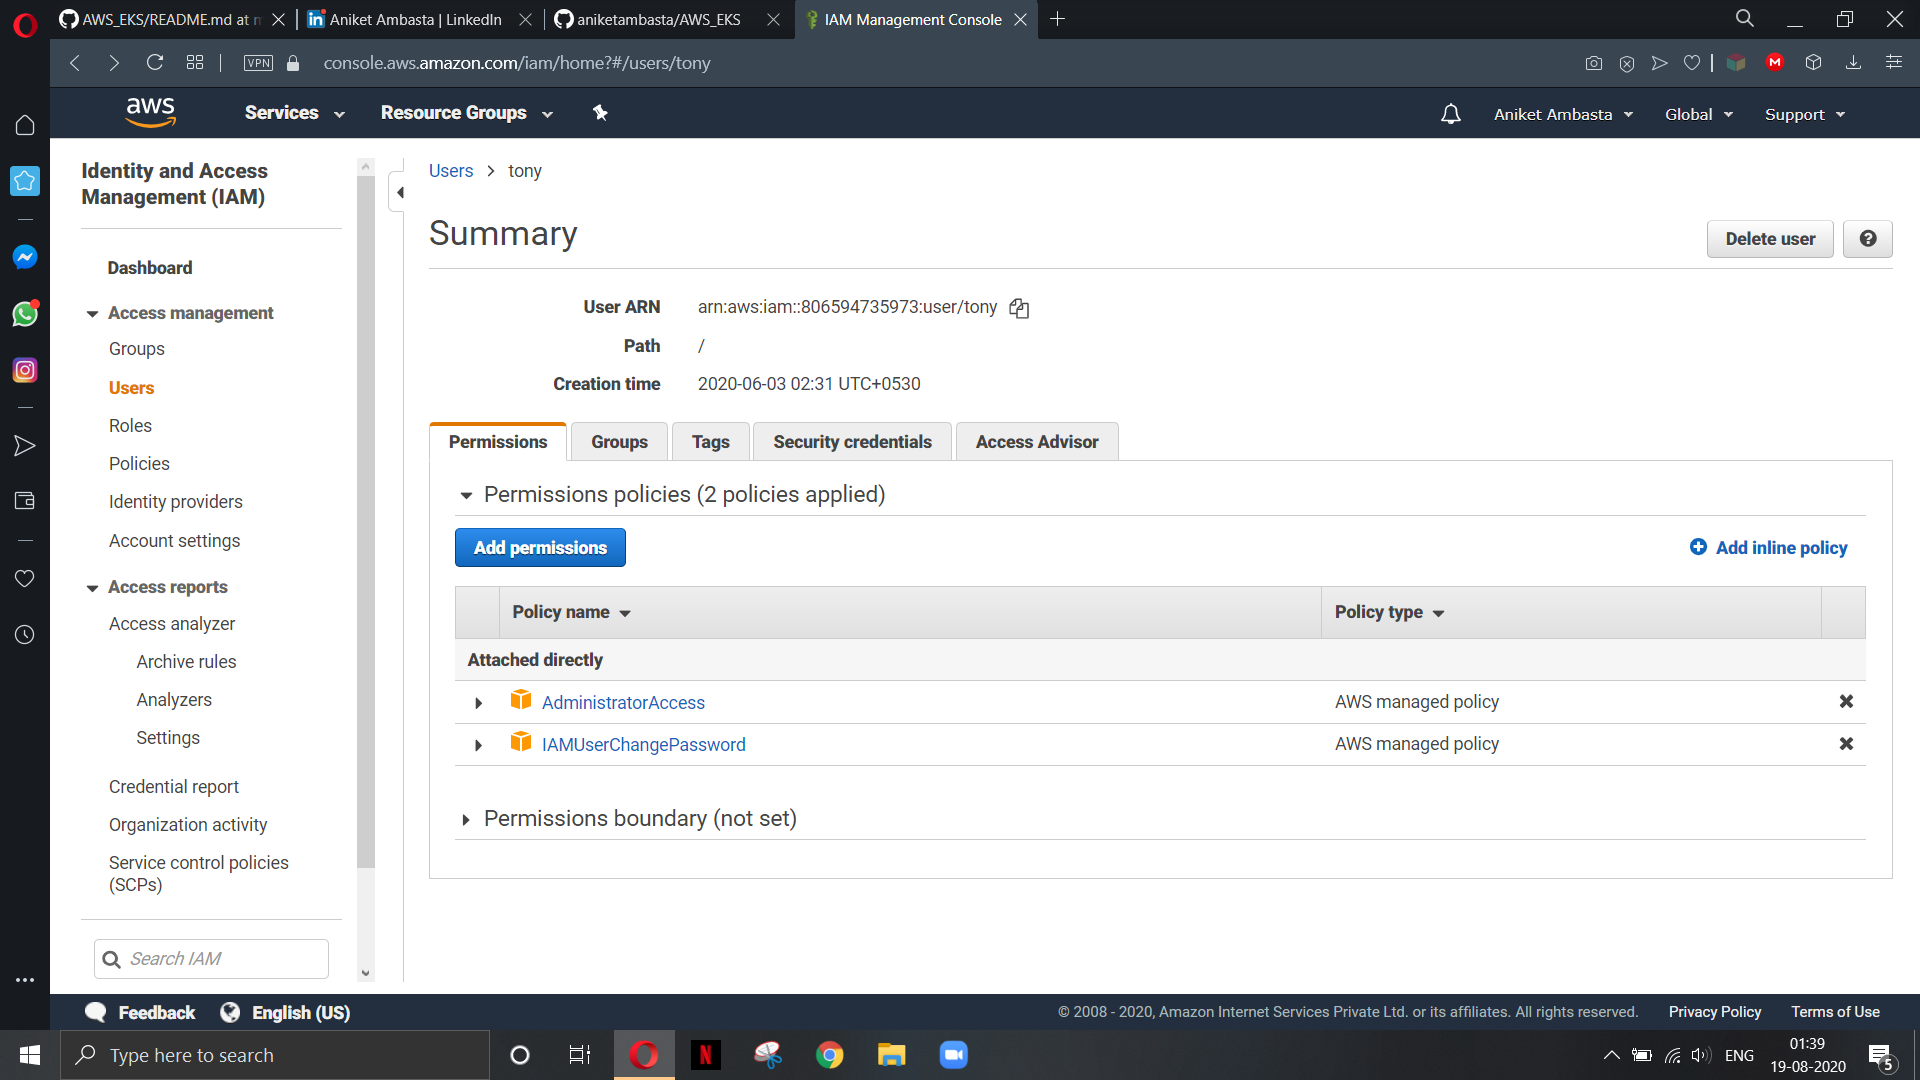 AWS_EKS/README.md at m
Aniket Ambasta | LinkedIn
aniketambasta/AWS_EKS
IAM Management Console
VPN
console.aws.amazon.com/iam/home?#/users/tony
M
aws
Services
Resource Groups
Aniket Ambasta
Global
Support
Identity and Access
Management (IAM)
Dashboard
Access management
Groups
Users
Roles
Policies
Identity providers
Account settings
Access reports
Access analyzer
Archive rules
Analyzers
Settings
Credential report
Organization activity
Service control policies
(SCPs)
Search IAM
Users > tony
Summary
Delete user
User ARN arn:aws:iam::806594735973:user/tony
Path /
Creation time 2020-06-03 02:31 UTC+0530
Permissions
Groups
Tags
Security credentials
Access Advisor
Permissions policies (2 policies applied)
Add permissions
Add inline policy
Policy name
Policy type
Attached directly
AdministratorAccess AWS managed policy
IAMUserChangePassword AWS managed policy
Permissions boundary (not set)
Feedback
English (US)
© 2008 - 2020, Amazon Internet Services Private Ltd. or its affiliates. All rights reserved.
Privacy Policy
Terms of Use
Type here to search
ENG
01:39
19-08-2020
5